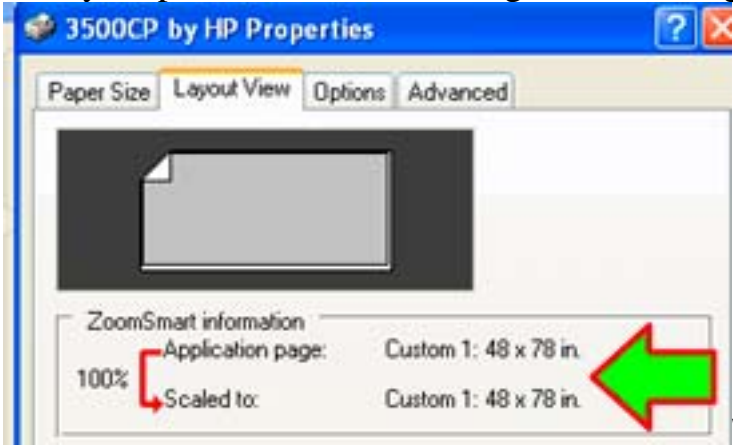 3500CP by HP Properties
Paper Size Layout View Options Advanced
ZoomSmart information
Application page: Custom 1: 48 x 78 in.
100%
Scaled to: Custom 1: 48 x 78 in.